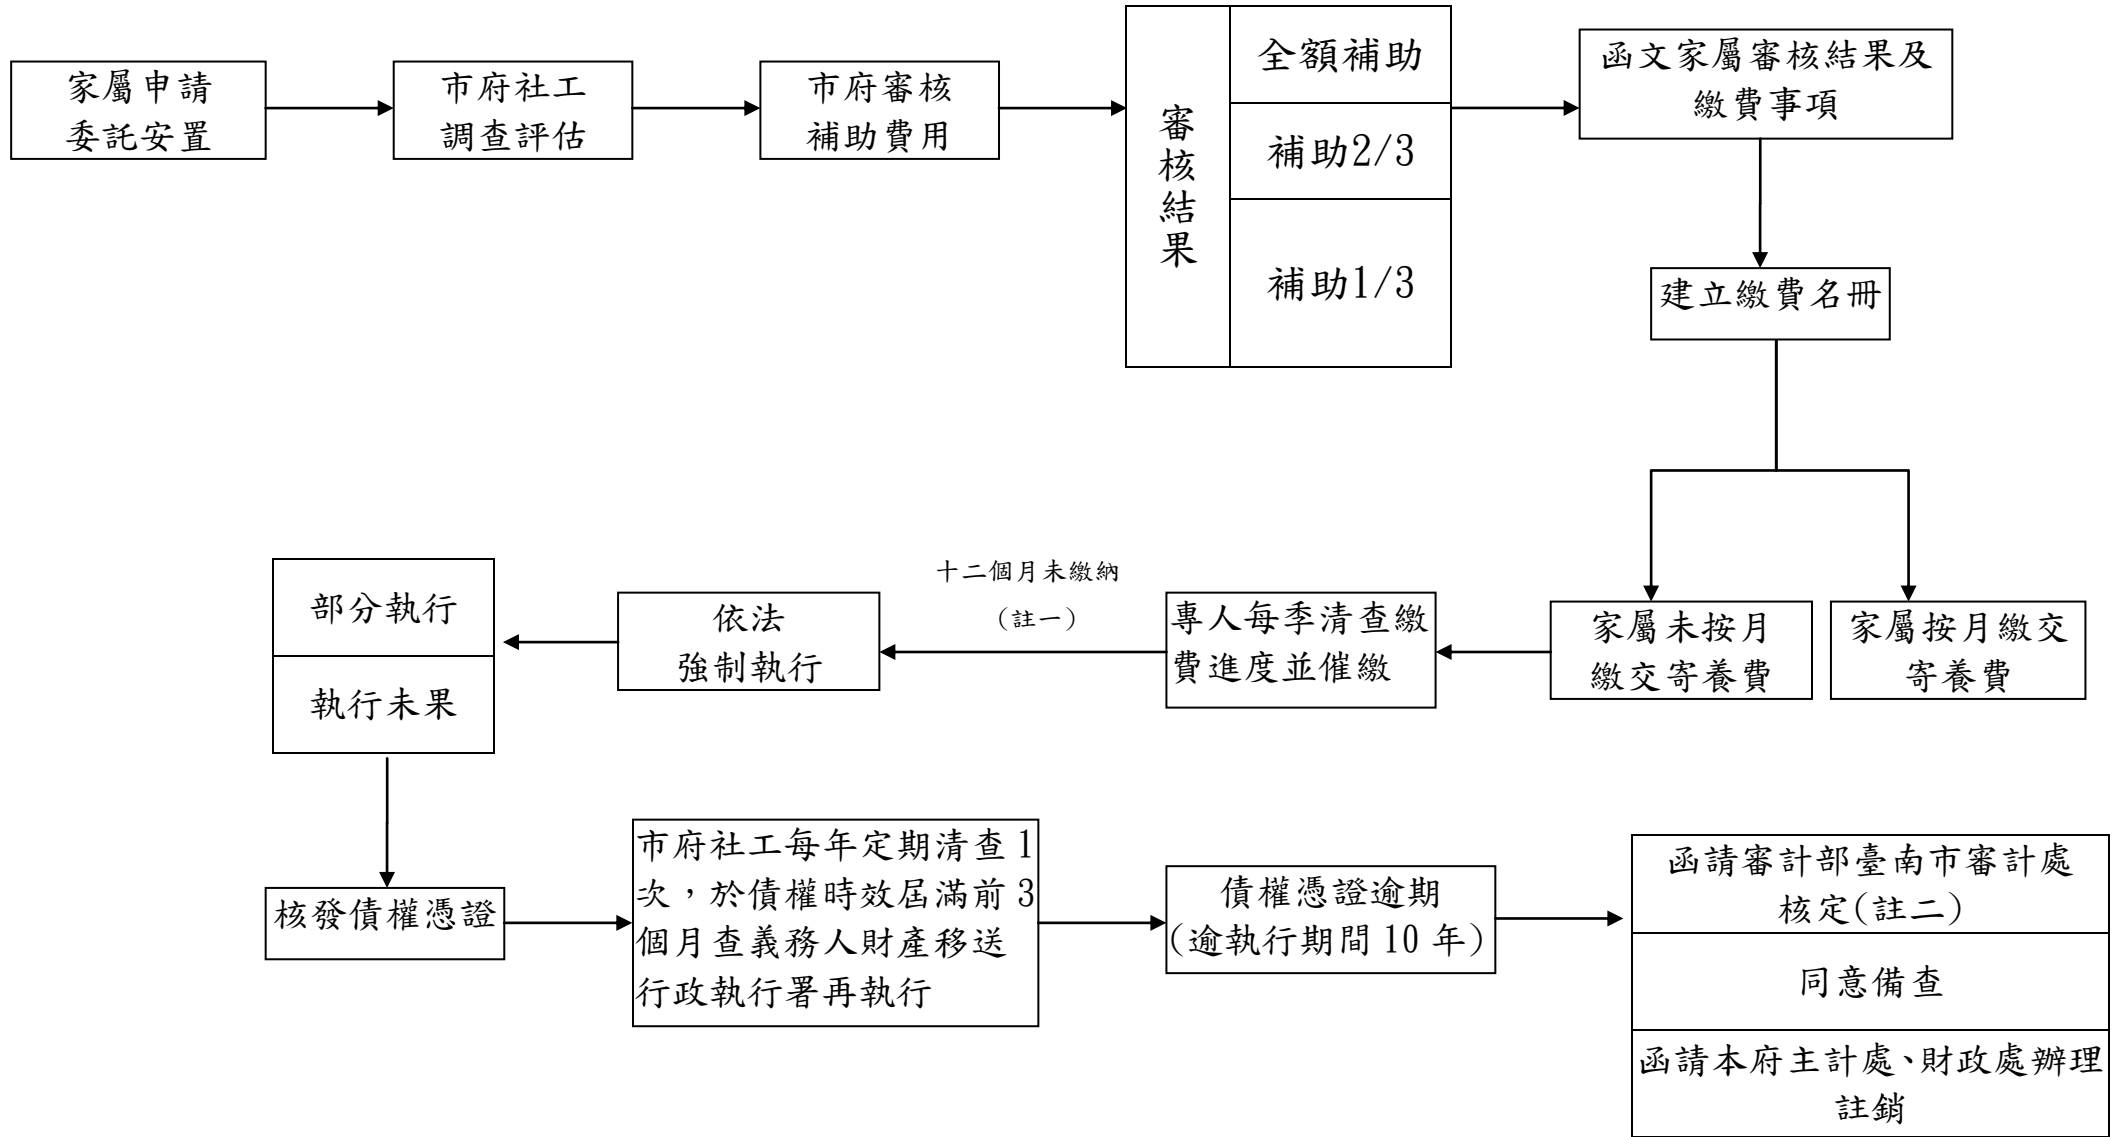 家屬申請
委託安置
市府社工
調查評估
市府審核
補助費用
審核結果
全額補助
補助2/3
補助1/3
函文家屬審核結果及
繳費事項
建立繳費名冊
家屬按月繳交
寄養費
家屬未按月
繳交寄養費
專人每季清查繳
費進度並催繳
十二個月未繳納
(註一)
依法
強制執行
部分執行
執行未果
核發債權憑證
市府社工每年定期清查1
次，於債權時效屆滿前3
個月查義務人財產移送
行政執行署再執行
債權憑證逾期
(逾執行期間10年)
函請審計部臺南市審計處
核定(註二)
同意備查
函請本府主計處、財政處辦理
註銷